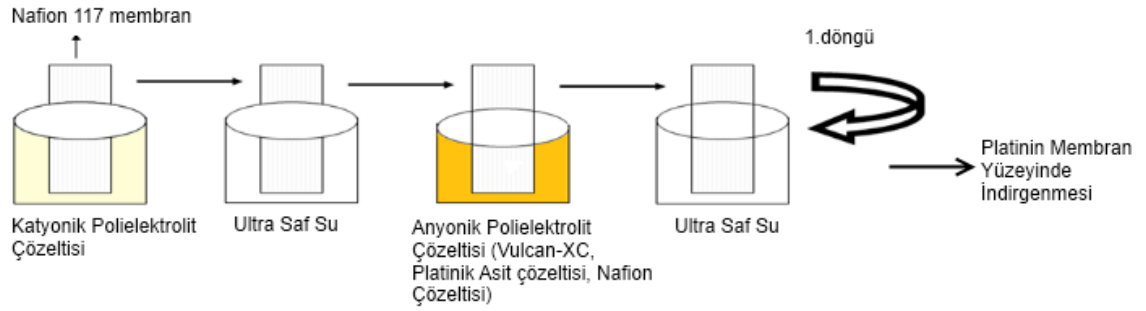 Nafion 117 membran
1.döngü
Katyonik Polielektrolit
Çözeltisi
Ultra Saf Su
Anyonik Polielektrolit
Çözeltisi (Vulcan-XC,
Platinik Asit çözeltisi, Nafion
Çözeltisi)
Ultra Saf Su
Platinin Membran
Yüzeyinde
İndirgenmesi